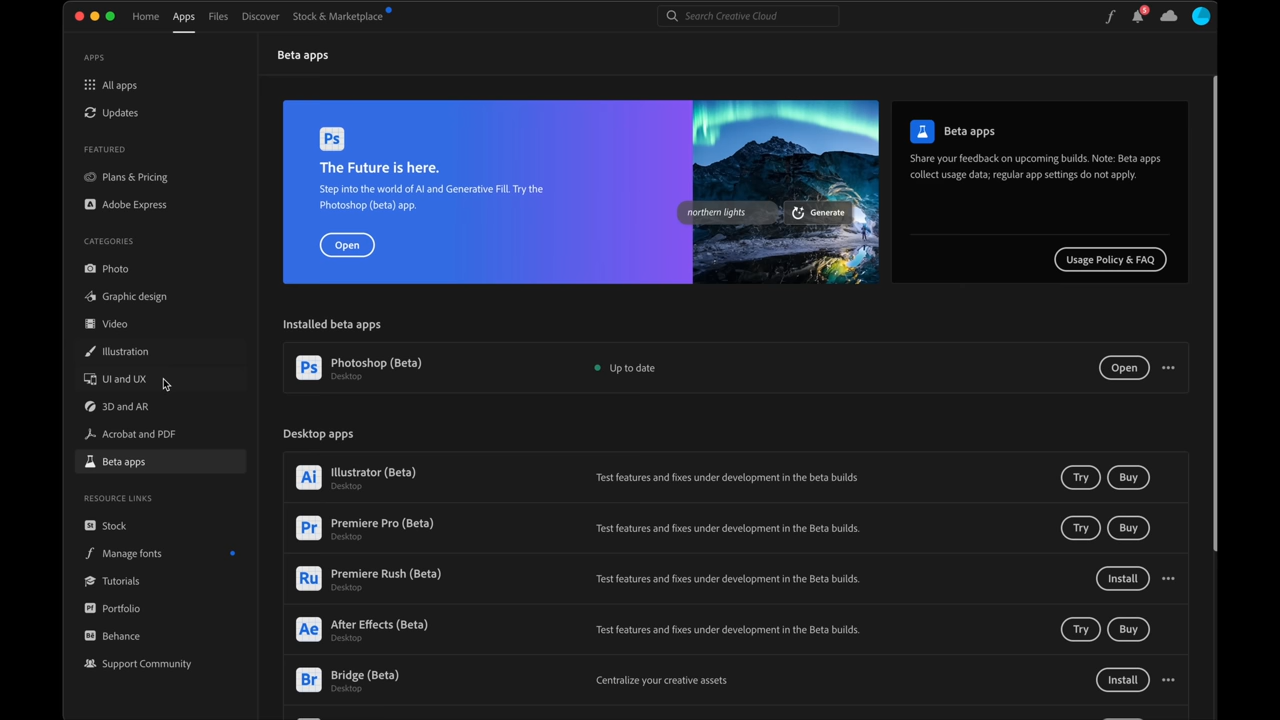 Home Apps Files Discover Stock & Marketplace
Search Creative Cloud
5
APPS
All apps
Updates
FEATURED
Plans & Pricing
Adobe Express
CATEGORIES
Photo
Graphic design
Video
Illustration
UI and UX
3D and AR
Acrobat and PDF
Beta apps
RESOURCE LINKS
St Stock
Manage fonts
Tutorials
Pf Portfolio
Bē Behance
Support Community
Beta apps
Ps
The Future is here.
Step into the world of AI and Generative Fill. Try the
Photoshop (beta) app.
Open
northern lights Generate
Beta apps
Share your feedback on upcoming builds. Note: Beta apps
collect usage data; regular app settings do not apply.
Usage Policy & FAQ
Installed beta apps
Ps Photoshop (Beta) Up to date Open
Desktop
Desktop apps
Ai Illustrator (Beta) Test features and fixes under development in the beta builds Try Buy
Desktop
Pr Premiere Pro (Beta) Test features and fixes under development in the Beta builds. Try Buy
Desktop
Ru Premiere Rush (Beta) Test features and fixes under development in the Beta builds. Install
Desktop
Ae After Effects (Beta) Test features and fixes under development in the Beta builds. Try Buy
Desktop
Br Bridge (Beta) Centralize your creative assets Install
Desktop